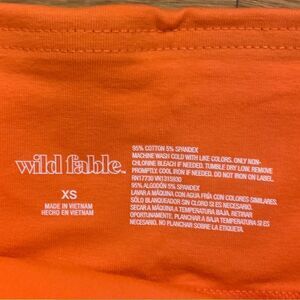 wild fable™
XS
MADE IN VIETNAM
HECHO EN VIETNAM
95% COTTON 5% SPANDEX
MACHINE WASH COLD WITH LIKE COLORS. ONLY NON-
CHLORINE BLEACH IF NEEDED. TUMBLE DRY LOW. REMOVE
PROMPTLY. COOL IRON IF NEEDED. DO NOT IRON ON LABEL.
RN17730 VN1315100
95% ALGODÓN 5% SPANDEX
LAVAR A MÁQUINA CON AGUA FRÍA CON COLORES SIMILARES.
SÓLO BLANQUEADOR SIN CLORO SI ES NECESARIO.
SECAR A MÁQUINA A TEMPERATURA BAJA. RETIRAR
OPORTUNAMENTE. PLANCHAR A BAJA TEMPERATURA SI ES
NECESARIO. NO PLANCHAR SOBRE LA ETIQUETA.